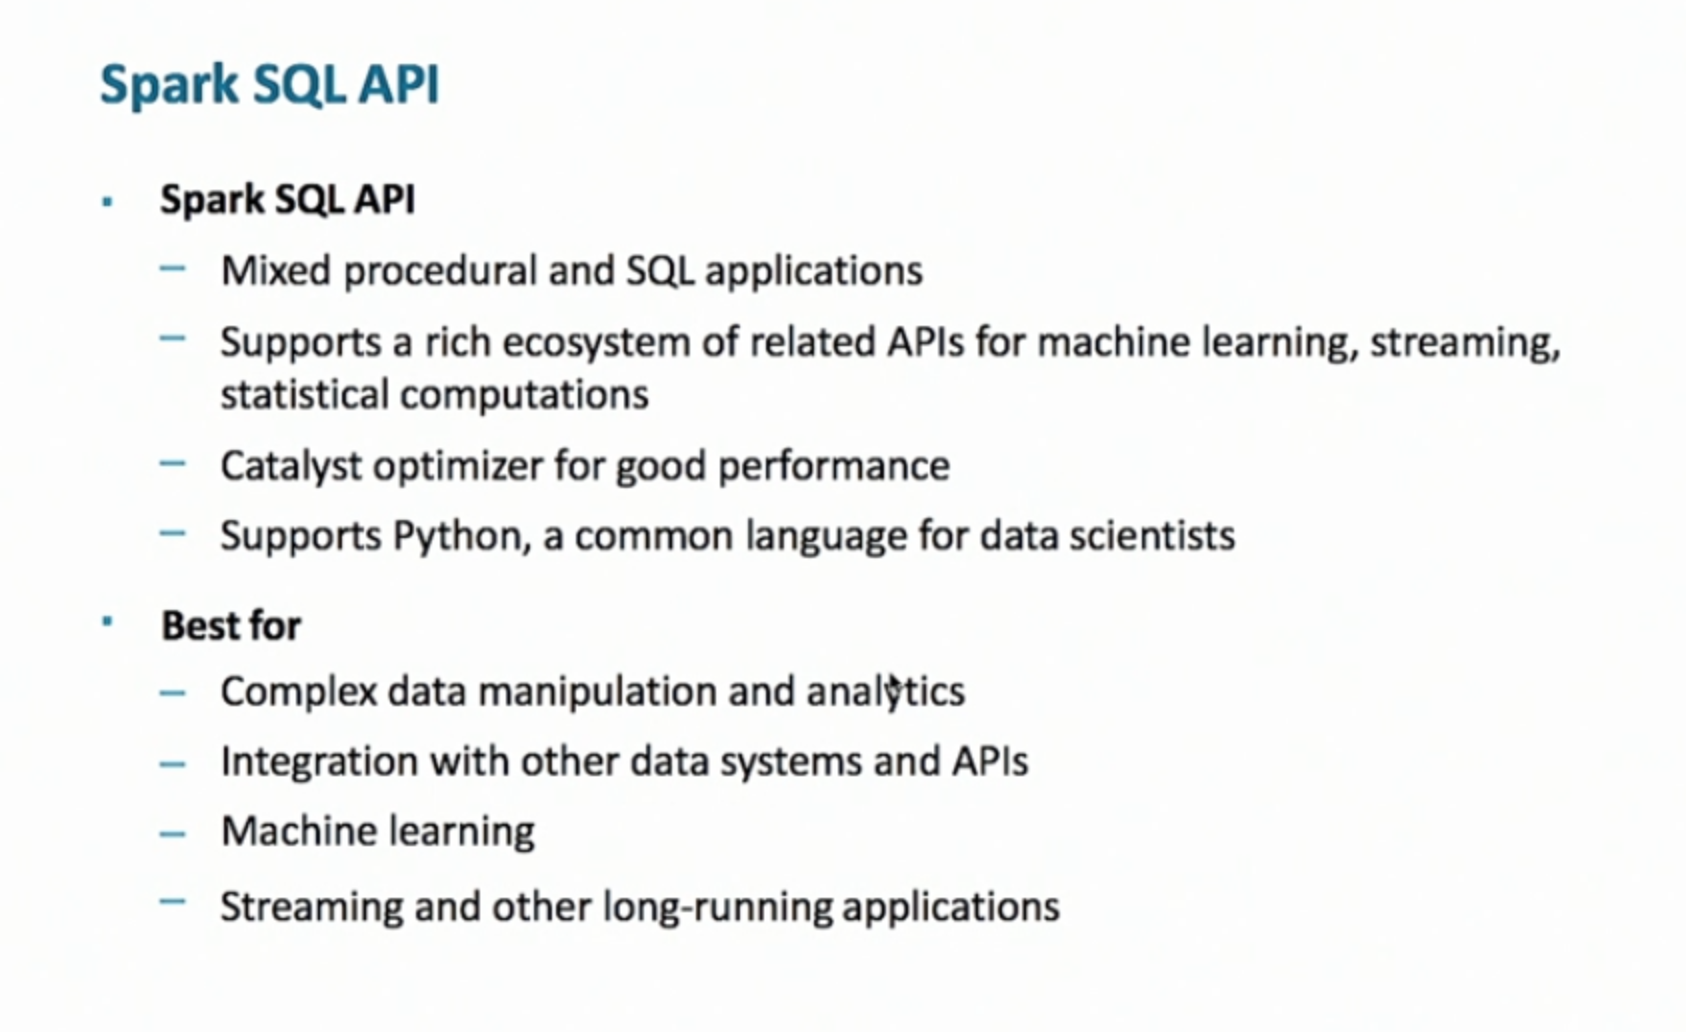 Spark SQL API
▪ Spark SQL API
– Mixed procedural and SQL applications
– Supports a rich ecosystem of related APIs for machine learning, streaming,
statistical computations
– Catalyst optimizer for good performance
– Supports Python, a common language for data scientists
▪ Best for
– Complex data manipulation and analytics
– Integration with other data systems and APIs
– Machine learning
– Streaming and other long-running applications